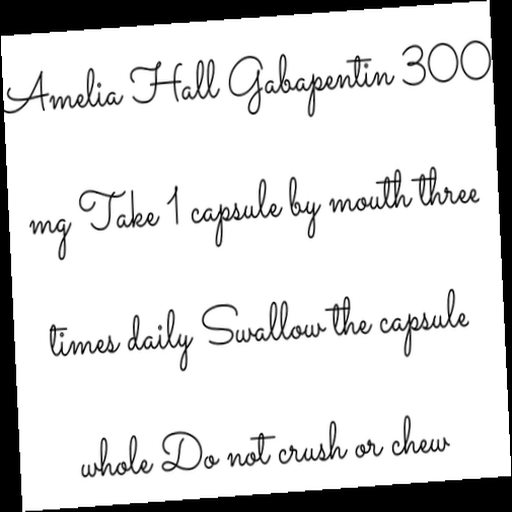 Amelia Hall Gabapentin 300
mg Take 1 capsule by mouth three
times daily Swallow the capsule
whole Do not crush or chew